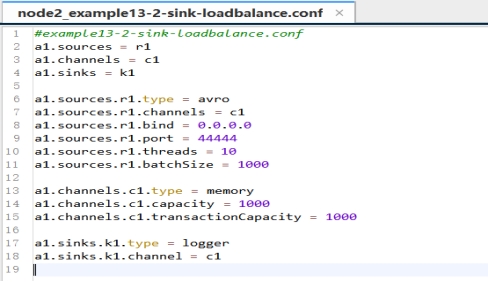 node2_example13-2-sink-loadbalance.conf ×
1 #example13-2-sink-loadbalance.conf
2 a1.sources = r1
3 a1.channels = c1
4 a1.sinks = k1
5
6 a1.sources.r1.type = avro
7 a1.sources.r1.channels = c1
8 a1.sources.r1.bind = 0.0.0.0
9 a1.sources.r1.port = 44444
10 a1.sources.r1.threads = 10
11 a1.sources.r1.batchSize = 1000
12
13 a1.channels.c1.type = memory
14 a1.channels.c1.capacity = 1000
15 a1.channels.c1.transactionCapacity = 1000
16
17 a1.sinks.k1.type = logger
18 a1.sinks.k1.channel = c1
19